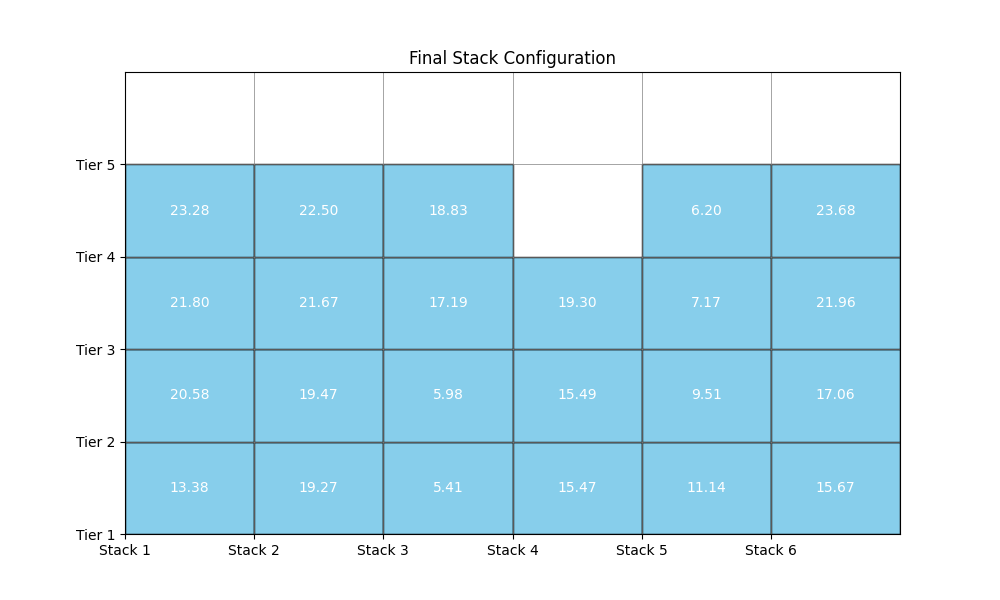 Final Stack Configuration
Tier 5
23.28 22.50 18.83 6.20 23.68
Tier 4
21.80 21.67 17.19 19.30 7.17 21.96
Tier 3
20.58 19.47 5.98 15.49 9.51 17.06
Tier 2
13.38 19.27 5.41 15.47 11.14 15.67
Tier 1
Stack 1 Stack 2 Stack 3 Stack 4 Stack 5 Stack 6